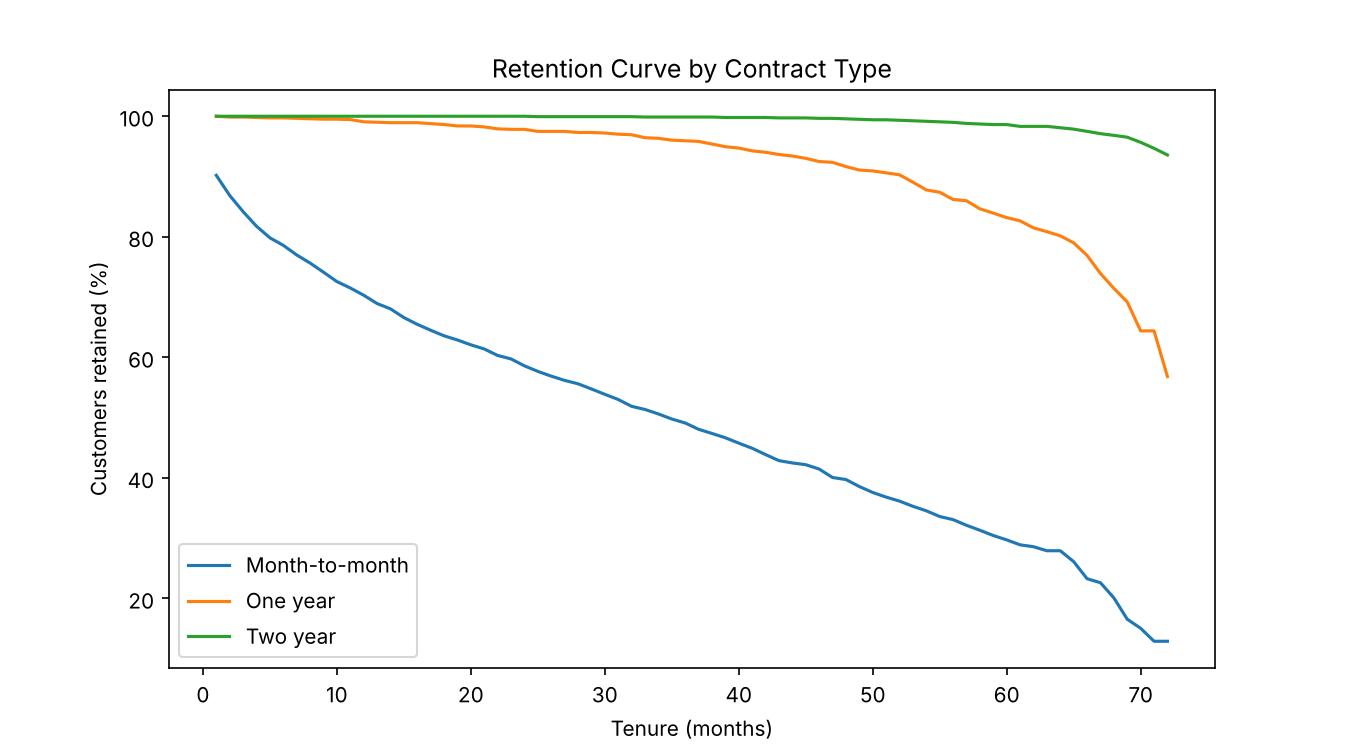 Retention Curve by Contract Type
Customers retained (%)
100
80
60
40
20
Month-to-month
One year
Two year
0 10 20 30 40 50 60 70
Tenure (months)